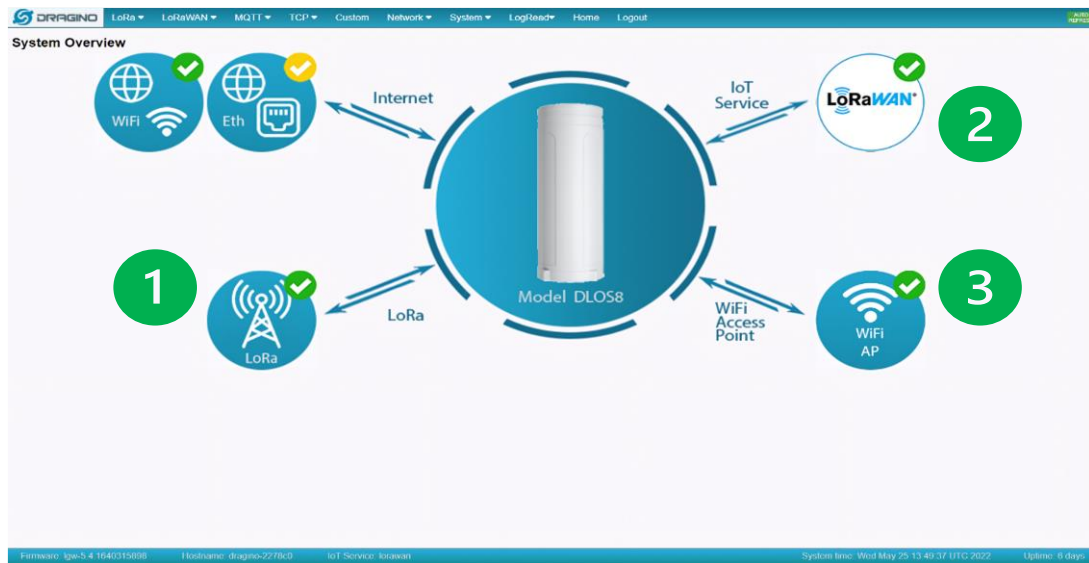 DRAGINO LoRa LoRaWAN MQTT TCP Custom Network System LogRead Home Logout
AUTO
System Overview
WiFi
Eth
Internet
IoT
Service
LoRaWAN
2
1
LoRa
LoRa
Model DLOS8
WiFi
Access
Point
WiFi
AP
3
Firmware: lgw-5.4.1640315898 Hostname: dragino-2278c0 IoT Service: lorawan System time: Wed May 25 13:49:37 UTC 2022 Uptime: 6 days